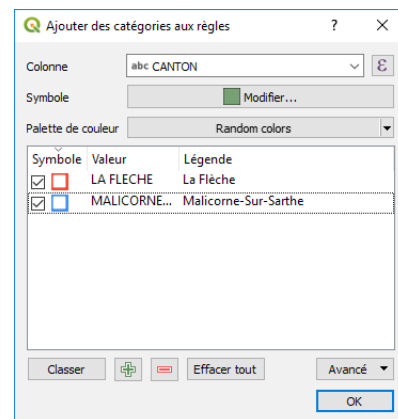 Ajouter des catégories aux règles ? ×
Colonne abc CANTON ε
Symbole Modifier...
Palette de couleur Random colors
Symbole Valeur Légende
LA FLECHE La Flèche
MALICORNE... Malicorne-Sur-Sarthe
Classer Effacer tout Avancé
OK